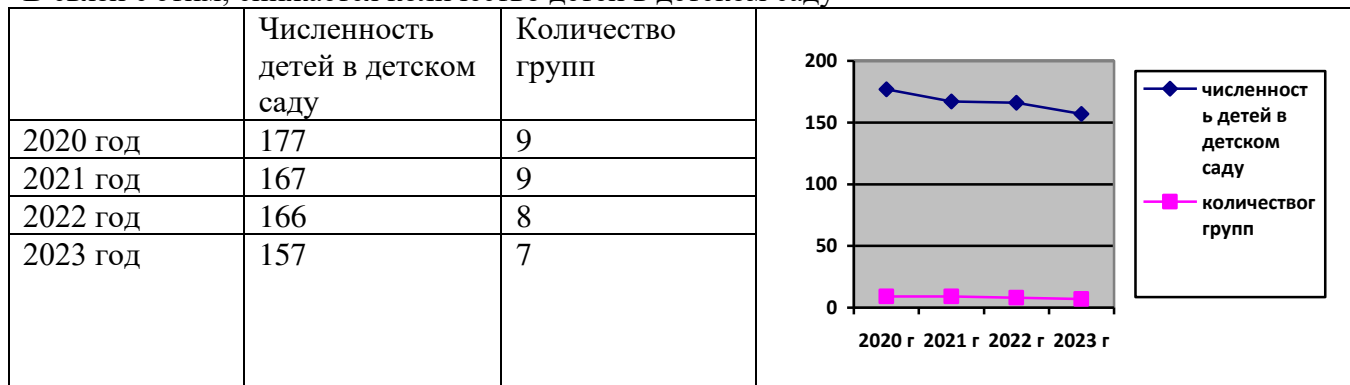 Численность
детей в детском
саду
Количество
групп
2020 год 177 9
2021 год 167 9
2022 год 166 8
2023 год 157 7
200
150
100
50
0
2020 г 2021 г 2022 г 2023 г
численност
ь детей в
детском
саду
количествог
групп